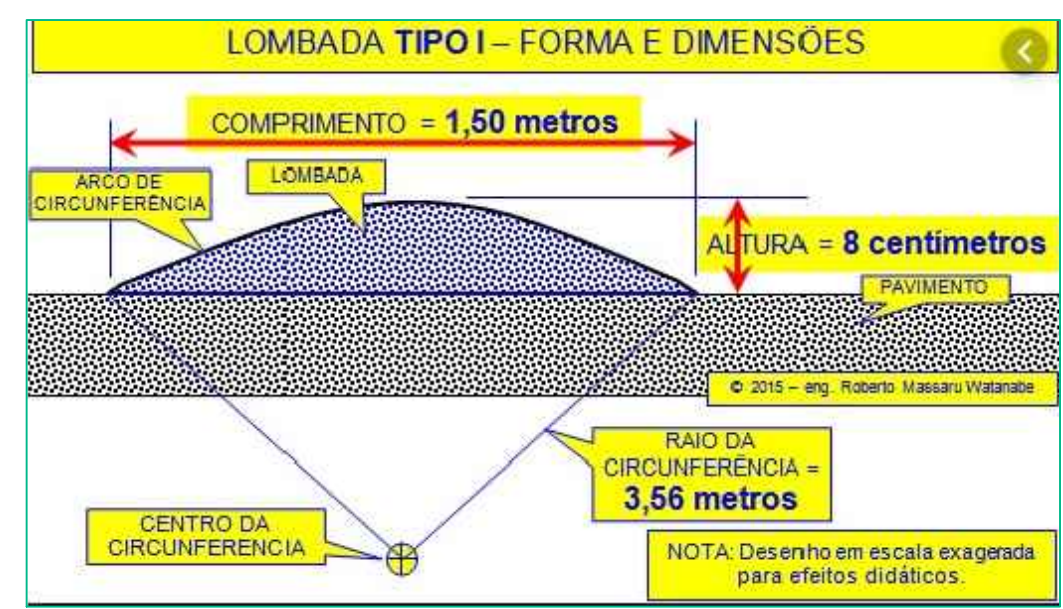 LOMBADA TIPO I – FORMA E DIMENSÕES
COMPRIMENTO = 1,50 metros
ARCO DE
CIRCUNFERÊNCIA
LOMBADA
ALTURA = 8 centímetros
PAVIMENTO
© 2015 – eng. Roberto Massaru Watanabe
RAIO DA
CIRCUNFERÊNCIA =
3,56 metros
CENTRO DA
CIRCUNFERENCIA
NOTA: Desenho em escala exagerada
para efeitos didáticos.